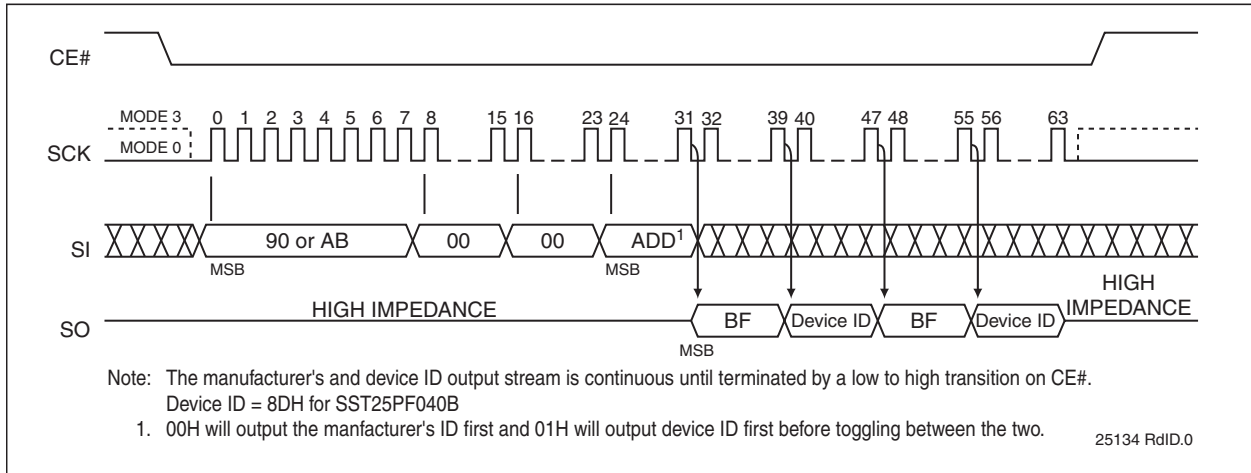 CE#
MODE 3
0 1 2 3 4 5 6 7 8 15 16 23 24 31 32 39 40 47 48 55 56 63
SCK
MODE 0
SI
90 or AB 00 00 ADD1
MSB MSB
HIGH IMPEDANCE
HIGH IMPEDANCE
SO
BF Device ID BF Device ID
MSB
Note: The manufacturer's and device ID output stream is continuous until terminated by a low to high transition on CE#.
Device ID = 8DH for SST25PF040B
1. 00H will output the manfacturer's ID first and 01H will output device ID first before toggling between the two.
25134 RdID.0